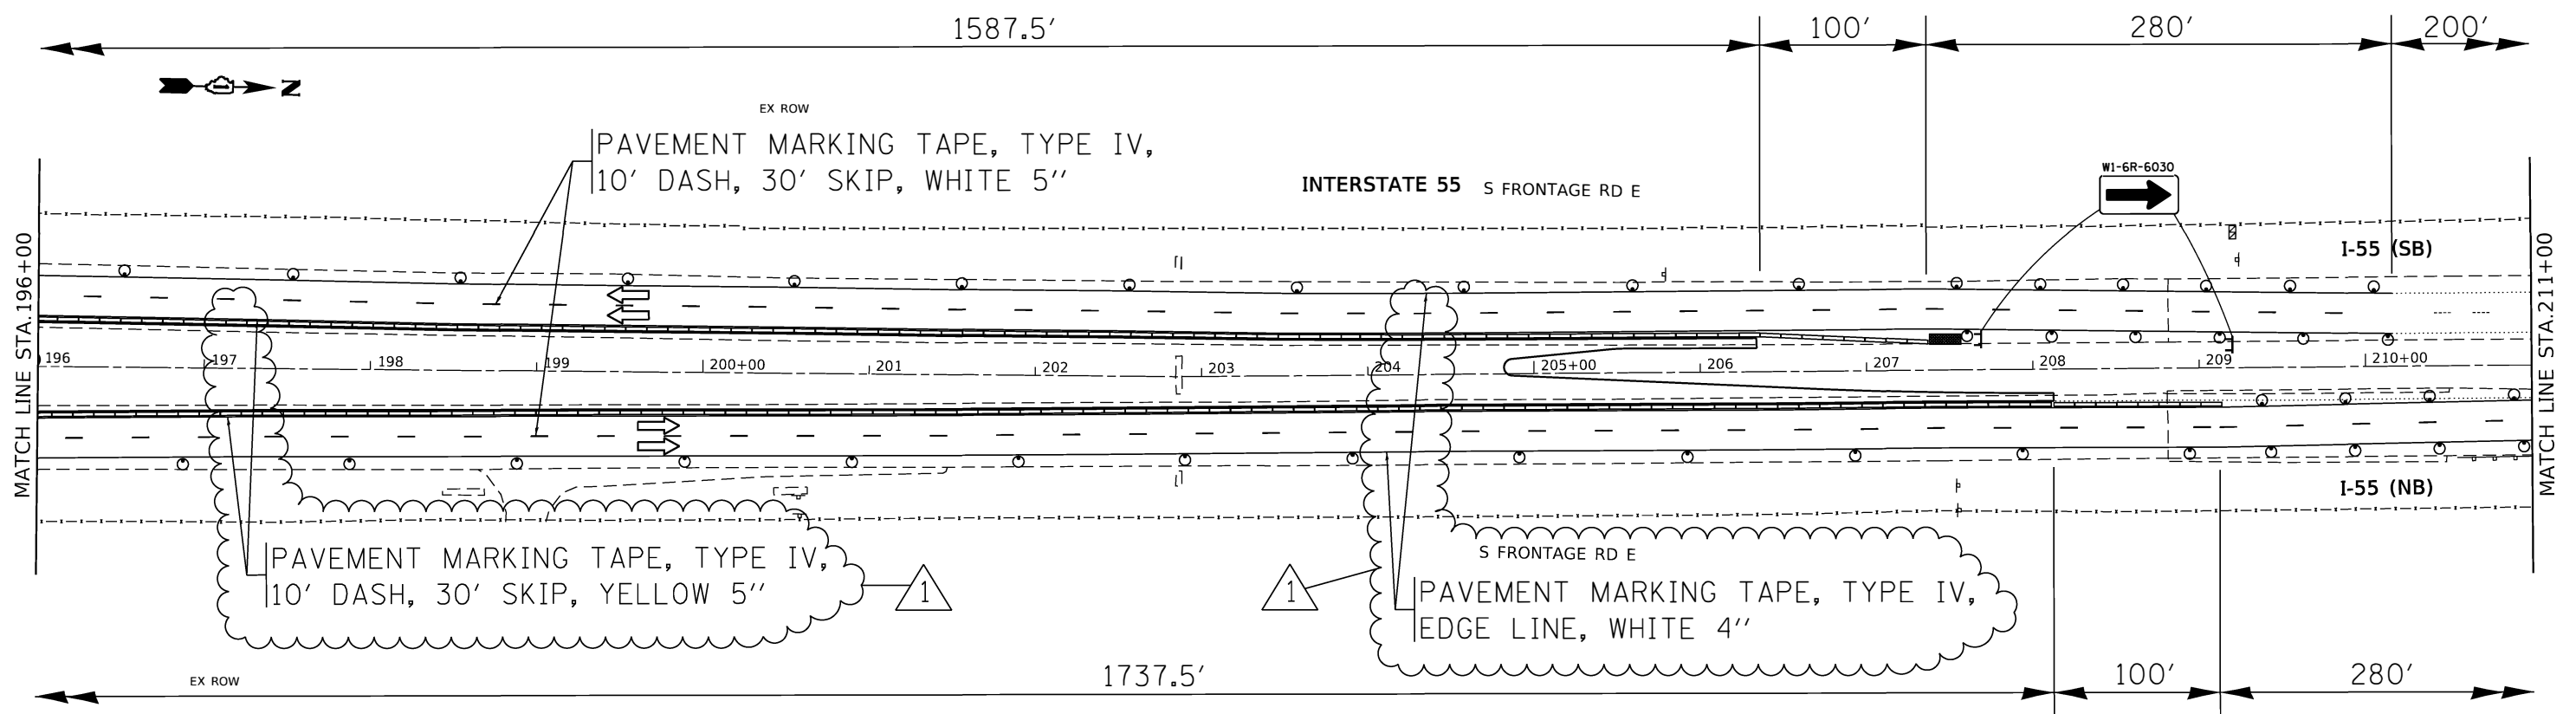 1587.5′ 100′ 280′ 200′
N
EX ROW
PAVEMENT MARKING TAPE, TYPE IV,
10′ DASH, 30′ SKIP, WHITE 5′′
INTERSTATE 55 S FRONTAGE RD E
W1-6R-6030
I-55 (SB)
MATCH LINE STA.196+00
MATCH LINE STA.211+00
196 197 198 199 200+00 201 202 203 204 205+00 206 207 208 209 210+00
I-55 (NB)
PAVEMENT MARKING TAPE, TYPE IV,
10′ DASH, 30′ SKIP, YELLOW 5′′
1
1
S FRONTAGE RD E
PAVEMENT MARKING TAPE, TYPE IV,
EDGE LINE, WHITE 4′′
EX ROW
1737.5′ 100′ 280′